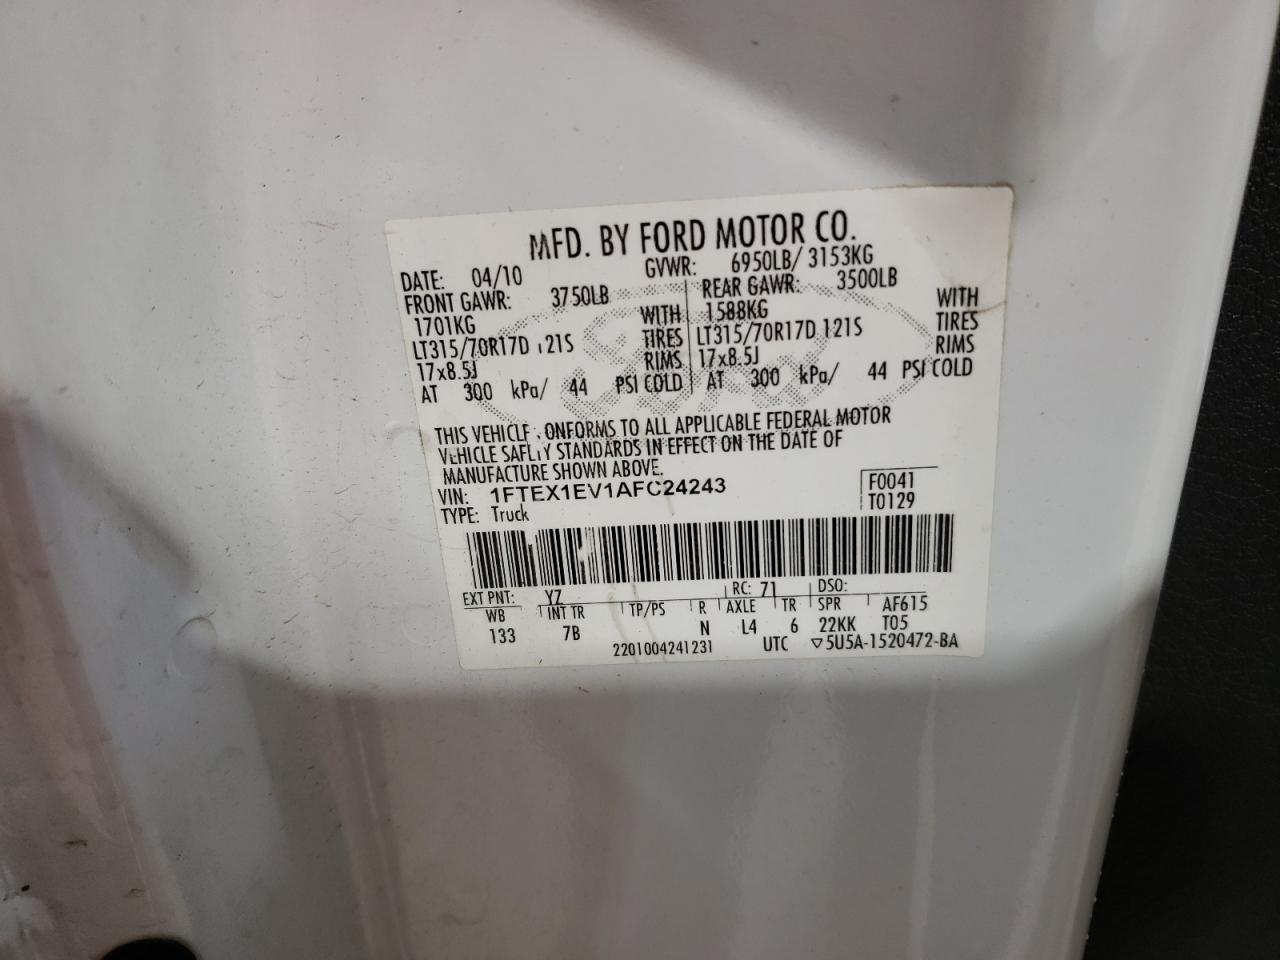 MFD. BY FORD MOTOR CO.
DATE: 04/10 GVWR: 6950LB/ 3153KG
FRONT GAWR: 3750LB REAR GAWR: 3500LB
1701KG WITH 1588KG WITH
LT315/70R17D 121S TIRES LT315/70R17D 121S TIRES
17x8.5J RIMS 17x8.5J RIMS
AT 300 kPa/ 44 PSI COLD AT 300 kPa/ 44 PSI COLD
THIS VEHICLE CONFORMS TO ALL APPLICABLE FEDERAL MOTOR
VEHICLE SAFETY STANDARDS IN EFFECT ON THE DATE OF
MANUFACTURE SHOWN ABOVE.
VIN: 1FTEX1EV1AFC24243 F0041
TYPE: Truck T0129
EXT PNT: YZ RC: 71 DSO:
WB INT TR TP/PS R AXLE TR SPR AF615
133 7B N L4 6 22KK T05
2201004241231 UTC ▽5U5A-1520472-BA